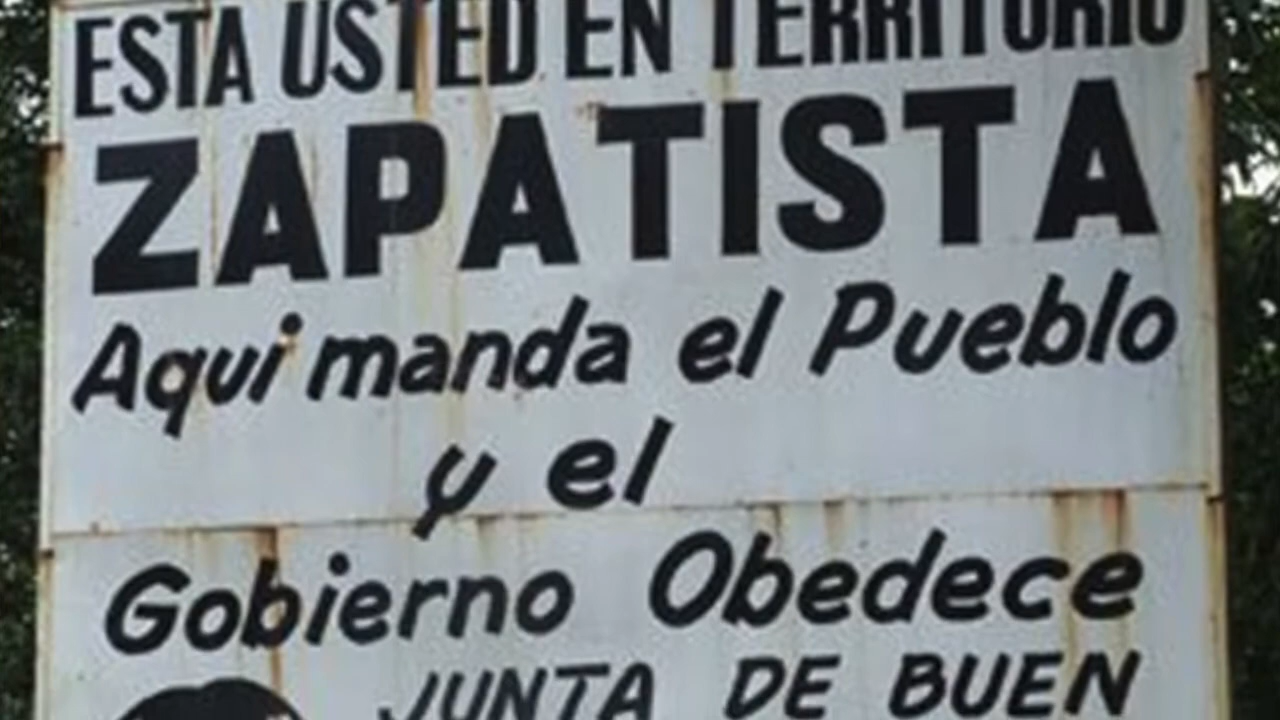 ESTA USTED EN TERRITORIO
ZAPATISTA
Aqui manda el Pueblo
y el
Gobierno Obedece
JUNTA DE BUEN